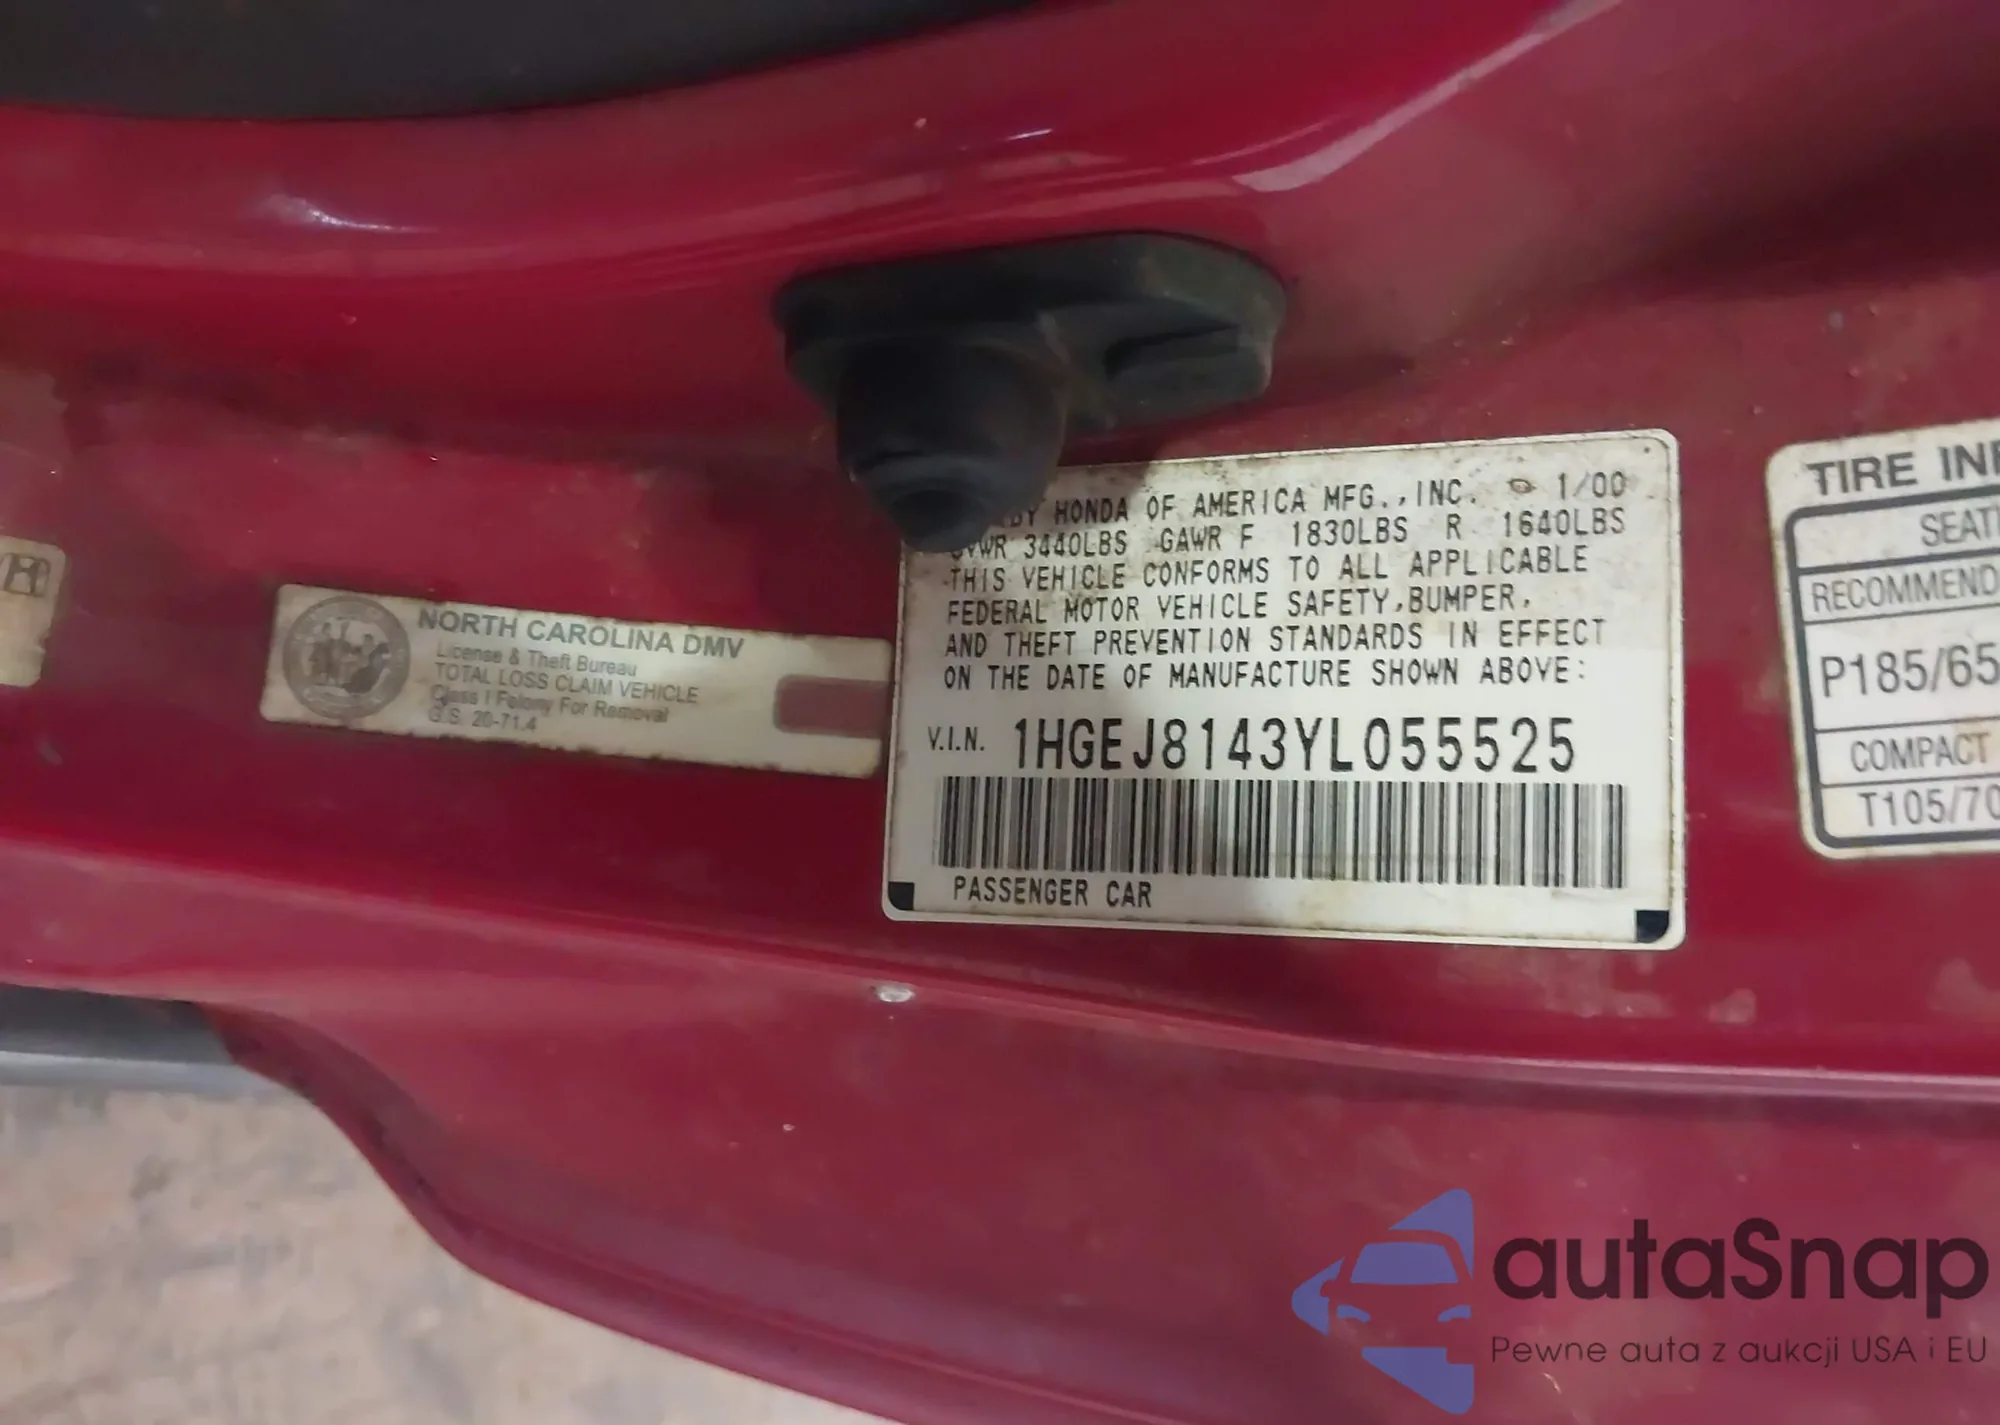 NORTH CAROLINA DMV
License & Theft Bureau
TOTAL LOSS CLAIM VEHICLE
Class I Felony For Removal
G.S. 20-71.4
BY HONDA OF AMERICA MFG.,INC. 1/00
GVWR 3440LBS GAWR F 1830LBS R 1640LBS
THIS VEHICLE CONFORMS TO ALL APPLICABLE
FEDERAL MOTOR VEHICLE SAFETY,BUMPER,
AND THEFT PREVENTION STANDARDS IN EFFECT
ON THE DATE OF MANUFACTURE SHOWN ABOVE:
V.I.N. 1HGEJ8143YL055525
PASSENGER CAR
TIRE INF
SEATI
RECOMMEND
P185/65
COMPACT
T105/70
autaSnap
Pewne auta z aukcji USA i EU